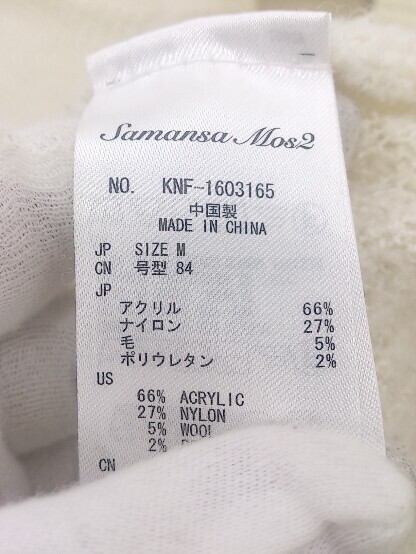 Samansa Mos2
NO. KNF-1603165
中国製
MADE IN CHINA
JP SIZE M
CN 号型 84
JP
アクリル 66%
ナイロン 27%
毛 5%
ポリウレタン 2%
US
66% ACRYLIC
27% NYLON
5% WOOL
2%
CN